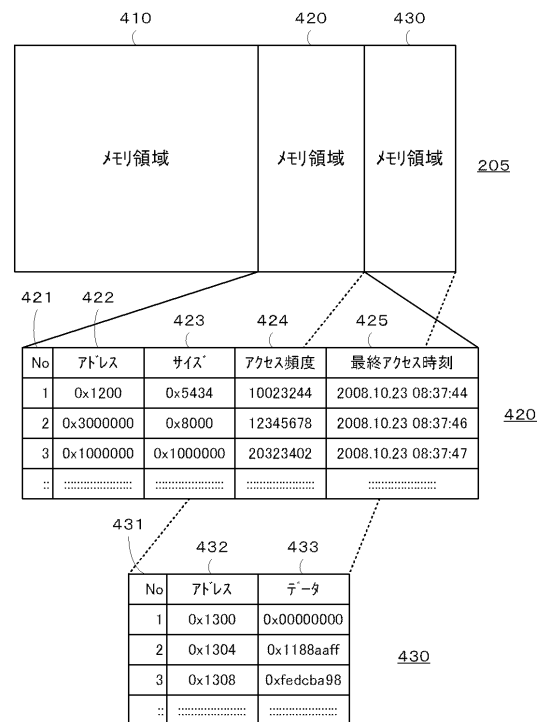 410 420 430
メモリ領域 メモリ領域 メモリ領域
205
421 422 423 424 425
No アドレス サイズ アクセス頻度 最終アクセス時刻
1 0x1200 0x5434 10023244 2008.10.23 08:37:44
2 0x3000000 0x8000 12345678 2008.10.23 08:37:46
3 0x1000000 0x1000000 20323402 2008.10.23 08:37:47
420
431 432 433
No アドレス データ
1 0x1300 0x00000000
2 0x1304 0x1188aaff
3 0x1308 0xfedcba98
430